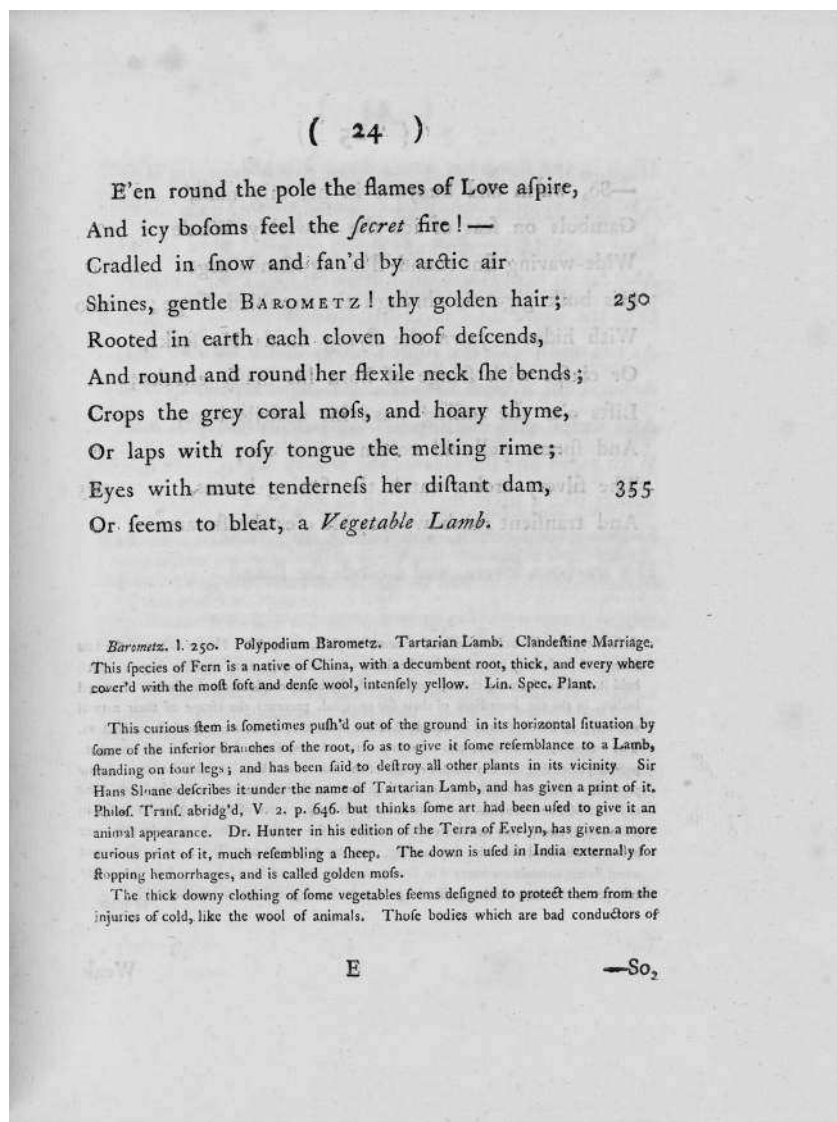 ( 24 )
E'en round the pole the flames of Love aſpire,
And icy boſoms feel the ſecret fire !—
Cradled in ſnow and fan'd by arctic air
Shines, gentle BAROMETZ ! thy golden hair ; 250
Rooted in earth each cloven hoof deſcends,
And round and round her flexile neck ſhe bends ;
Crops the grey coral moſs, and hoary thyme,
Or laps with roſy tongue the melting rime ;
Eyes with mute tenderneſs her diſtant dam, 355
Or ſeems to bleat, a Vegetable Lamb.
Barometz. l. 250. Polypodium Barometz. Tartarian Lamb. Clandeſtine Marriage.
This ſpecies of Fern is a native of China, with a decumbent root, thick, and every where
cover'd with the moſt ſoft and denſe wool, intenſely yellow. Lin. Spec. Plant.
This curious ſtem is ſometimes puſh'd out of the ground in its horizontal ſituation by
ſome of the inferior branches of the root, ſo as to give it ſome reſemblance to a Lamb,
ſtanding on four legs ; and has been ſaid to deſtroy all other plants in its vicinity Sir
Hans Sloane deſcribes it under the name of Tartarian Lamb, and has given a print of it.
Philoſ. Tranſ. abridg'd, V. 2. p. 646. but thinks ſome art had been uſed to give it an
animal appearance. Dr. Hunter in his edition of the Terra of Evelyn, has given a more
curious print of it, much reſembling a ſheep. The down is uſed in India externally for
ſtopping hemorrhages, and is called golden moſs.
The thick downy clothing of ſome vegetables ſeems deſigned to protect them from the
injuries of cold, like the wool of animals. Thoſe bodies which are bad conductors of
E —So,